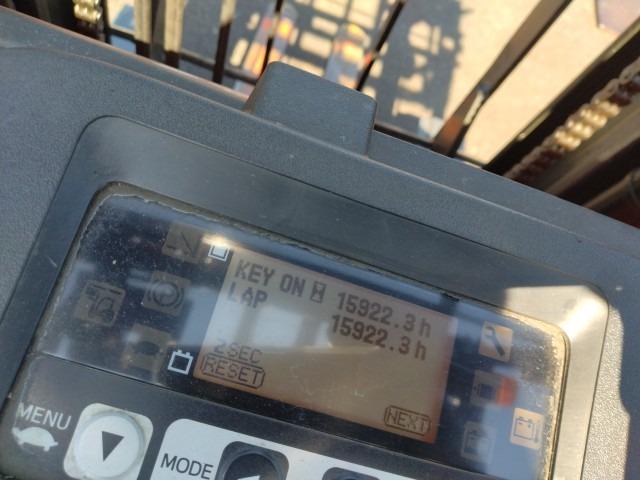 KEY ON 15922.3h
LAP 15922.3h
2SEC
RESET
NEXT
MENU
MODE